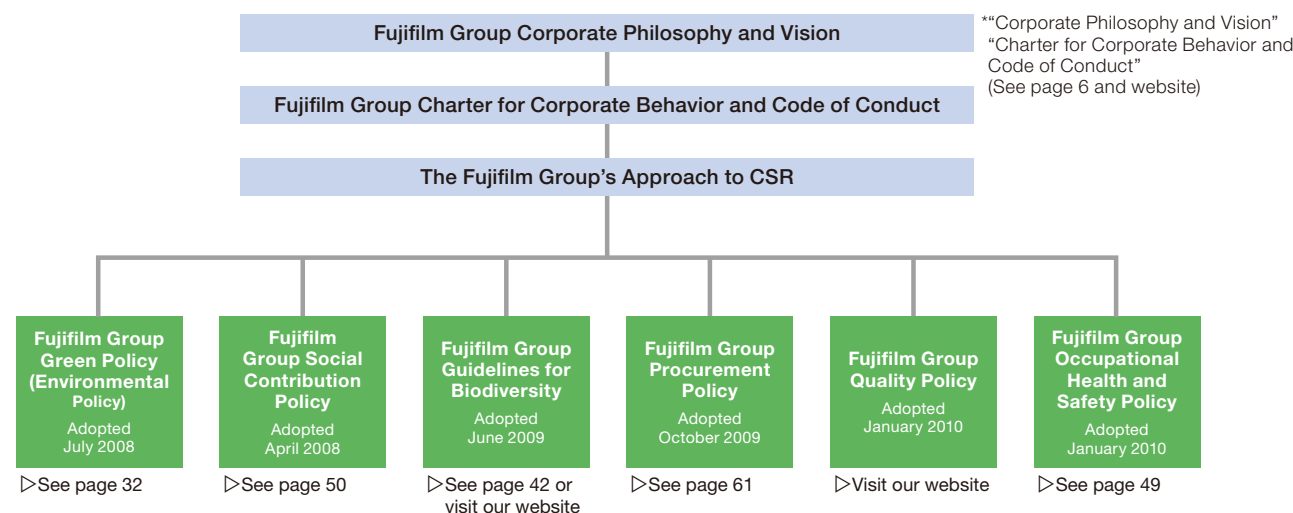 Fujifilm Group Corporate Philosophy and Vision
*“Corporate Philosophy and Vision”
“Charter for Corporate Behavior and
Code of Conduct”
(See page 6 and website)
Fujifilm Group Charter for Corporate Behavior and Code of Conduct
The Fujifilm Group’s Approach to CSR
Fujifilm Group
Green Policy
(Environmental
Policy)
Adopted
July 2008
▷See page 32
Fujifilm
Group Social
Contribution
Policy
Adopted
April 2008
▷See page 50
Fujifilm Group
Guidelines for
Biodiversity
Adopted
June 2009
▷See page 42 or
visit our website
Fujifilm Group
Procurement
Policy
Adopted
October 2009
▷See page 61
Fujifilm Group
Quality Policy
Adopted
January 2010
▷Visit our website
Fujifilm Group
Occupational
Health and
Safety Policy
Adopted
January 2010
▷See page 49